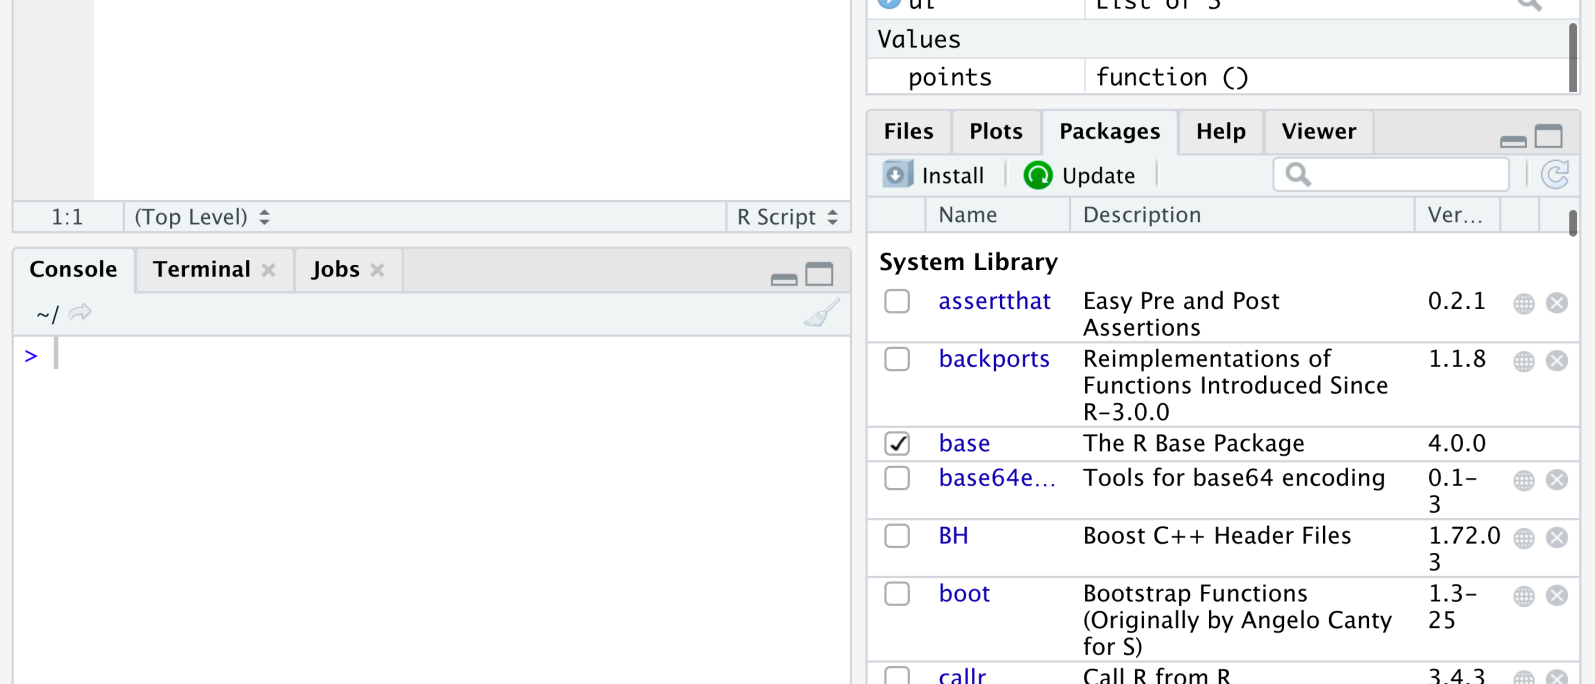 ui List of 3
Values
points function ()
Files Plots Packages Help Viewer
Install Update
Name Description Ver...
System Library
assertthat Easy Pre and Post 0.2.1
Assertions
backports Reimplementations of 1.1.8
Functions Introduced Since
R-3.0.0
base The R Base Package 4.0.0
base64e... Tools for base64 encoding 0.1-
3
BH Boost C++ Header Files 1.72.0
3
boot Bootstrap Functions 1.3-
(Originally by Angelo Canty 25
for S)
callr Call R from R 3.4.3
1:1 (Top Level) R Script
Console Terminal Jobs
~/
>